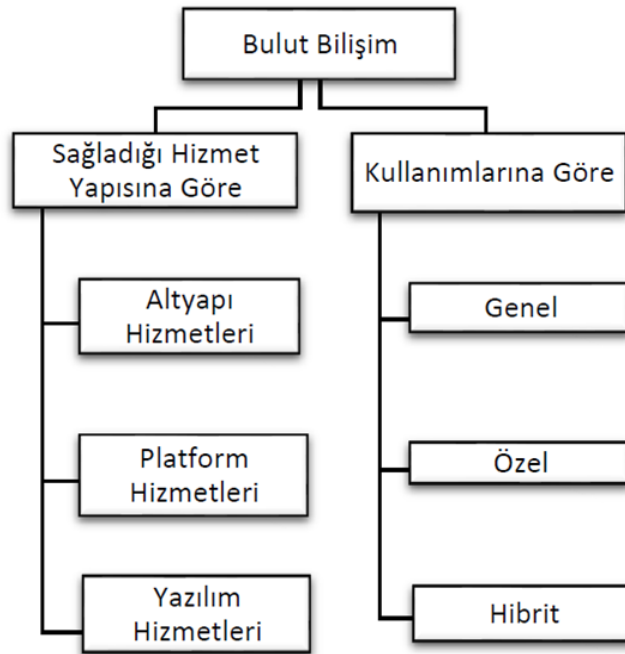 Bulut Bilişim
Sağladığı Hizmet
Yapısına Göre
Altyapı
Hizmetleri
Platform
Hizmetleri
Yazılım
Hizmetleri
Kullanımlarına Göre
Genel
Özel
Hibrit